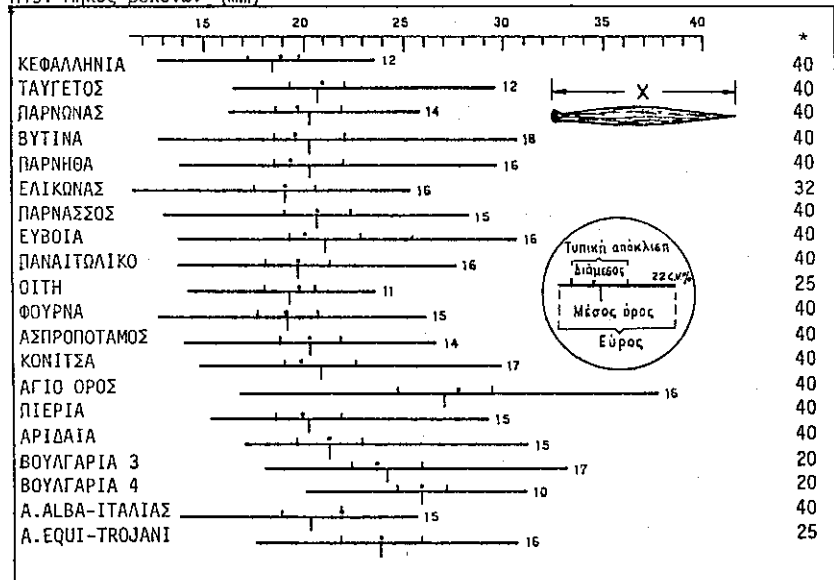 15 20 25 30 35 40 *
ΚΕΦΑΛΛΗΝΙΑ 12 40
ΤΑΥΓΕΤΟΣ 12 40
ΠΑΡΝΩΝΑΣ 14 40
ΒΥΤΙΝΑ 18 40
ΠΑΡΝΗΘΑ 16 40
ΕΛΙΚΩΝΑΣ 16 32
ΠΑΡΝΑΣΣΟΣ 15 40
ΕΥΒΟΙΑ 16 40
ΠΑΝΑΙΤΩΛΙΚΟ 16 40
ΟΙΤΗ 11 25
ΦΟΥΡΝΑ 15 40
ΑΣΠΡΟΠΟΤΑΜΟΣ 14 40
ΚΟΝΙΤΣΑ 17 40
ΑΓΙΟ ΟΡΟΣ 16 40
ΠΙΕΡΙΑ 15 40
ΑΡΙΔΑΙΑ 15 40
ΒΟΥΛΓΑΡΙΑ 3 17 20
ΒΟΥΛΓΑΡΙΑ 4 10 20
A.ALBA-ΙΤΑΛΙΑΣ 15 40
A.EQUI-TROJANI 16 25
X
Τυπική απόκλιση
Διάμεσος 22 C.V%
Μέσος όρος
Εύρος